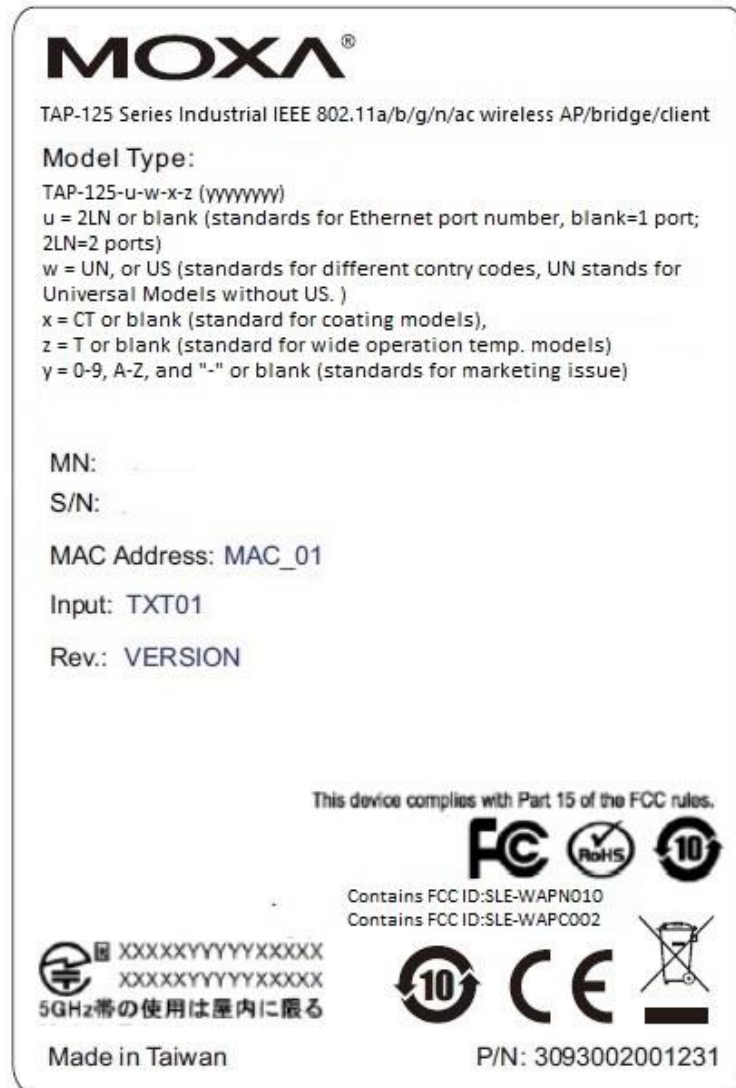 MOXA®
TAP-125 Series Industrial IEEE 802.11a/b/g/n/ac wireless AP/bridge/client
Model Type:
TAP-125-u-w-x-z (yyyyyyyy)
u = 2LN or blank (standards for Ethernet port number, blank=1 port;
2LN=2 ports)
w = UN, or US (standards for different contry codes, UN stands for
Universal Models without US. )
x = CT or blank (standard for coating models),
z = T or blank (standard for wide operation temp. models)
y = 0-9, A-Z, and "-" or blank (standards for marketing issue)
MN:
S/N:
MAC Address: MAC_01
Input: TXT01
Rev.: VERSION
This device complies with Part 15 of the FCC rules.
FC RoHS 10
Contains FCC ID:SLE-WAPN010
Contains FCC ID:SLE-WAPC002
R XXXXXYYYYYXXXXX
XXXXXYYYYYXXXXX
5GHz帯の使用は屋内に限る
10 CE
Made in Taiwan
P/N: 3093002001231